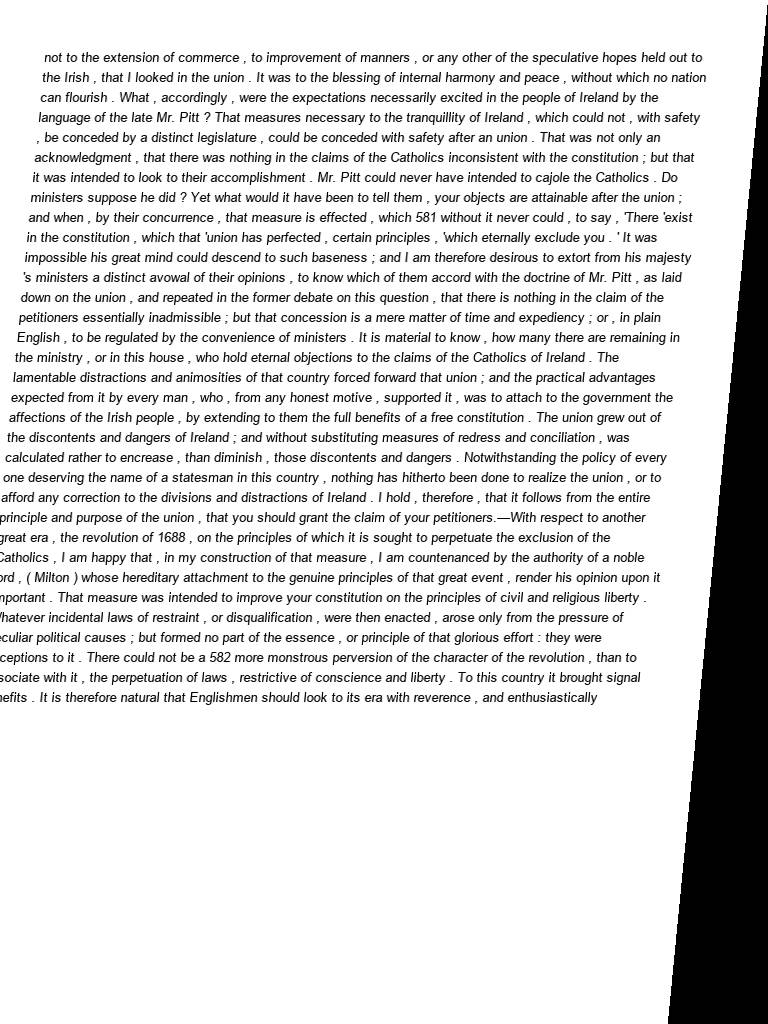 not to the extension of commerce , to improvement of manners , or any other of the speculative hopes held out to
the Irish , that I looked in the union . It was to the blessing of internal harmony and peace , without which no nation
can flourish . What , accordingly , were the expectations necessarily excited in the people of Ireland by the
language of the late Mr. Pitt ? That measures necessary to the tranquillity of Ireland , which could not , with safety
, be conceded by a distinct legislature , could be conceded with safety after an union . That was not only an
acknowledgment , that there was nothing in the claims of the Catholics inconsistent with the constitution ; but that
it was intended to look to their accomplishment . Mr. Pitt could never have intended to cajole the Catholics . Do
ministers suppose he did ? Yet what would it have been to tell them , your objects are attainable after the union ;
and when , by their concurrence , that measure is effected , which 581 without it never could , to say , 'There 'exist
in the constitution , which that 'union has perfected , certain principles , 'which eternally exclude you . ' It was
impossible his great mind could descend to such baseness ; and I am therefore desirous to extort from his majesty
's ministers a distinct avowal of their opinions , to know which of them accord with the doctrine of Mr. Pitt , as laid
down on the union , and repeated in the former debate on this question , that there is nothing in the claim of the
petitioners essentially inadmissible ; but that concession is a mere matter of time and expediency ; or , in plain
English , to be regulated by the convenience of ministers . It is material to know , how many there are remaining in
the ministry , or in this house , who hold eternal objections to the claims of the Catholics of Ireland . The
lamentable distractions and animosities of that country forced forward that union ; and the practical advantages
expected from it by every man , who , from any honest motive , supported it , was to attach to the government the
affections of the Irish people , by extending to them the full benefits of a free constitution . The union grew out of
the discontents and dangers of Ireland ; and without substituting measures of redress and conciliation , was
calculated rather to encrease , than diminish , those discontents and dangers . Notwithstanding the policy of every
one deserving the name of a statesman in this country , nothing has hitherto been done to realize the union , or to
afford any correction to the divisions and distractions of Ireland . I hold , therefore , that it follows from the entire
principle and purpose of the union , that you should grant the claim of your petitioners.—With respect to another
great era , the revolution of 1688 , on the principles of which it is sought to perpetuate the exclusion of the
Catholics , I am happy that , in my construction of that measure , I am countenanced by the authority of a noble
ord , ( Milton ) whose hereditary attachment to the genuine principles of that great event , render his opinion upon it
mportant . That measure was intended to improve your constitution on the principles of civil and religious liberty .
Whatever incidental laws of restraint , or disqualification , were then enacted , arose only from the pressure of
eculiar political causes ; but formed no part of the essence , or principle of that glorious effort : they were
ceptions to it . There could not be a 582 more monstrous perversion of the character of the revolution , than to
sociate with it , the perpetuation of laws , restrictive of conscience and liberty . To this country it brought signal
nefits . It is therefore natural that Englishmen should look to its era with reverence , and enthusiastically